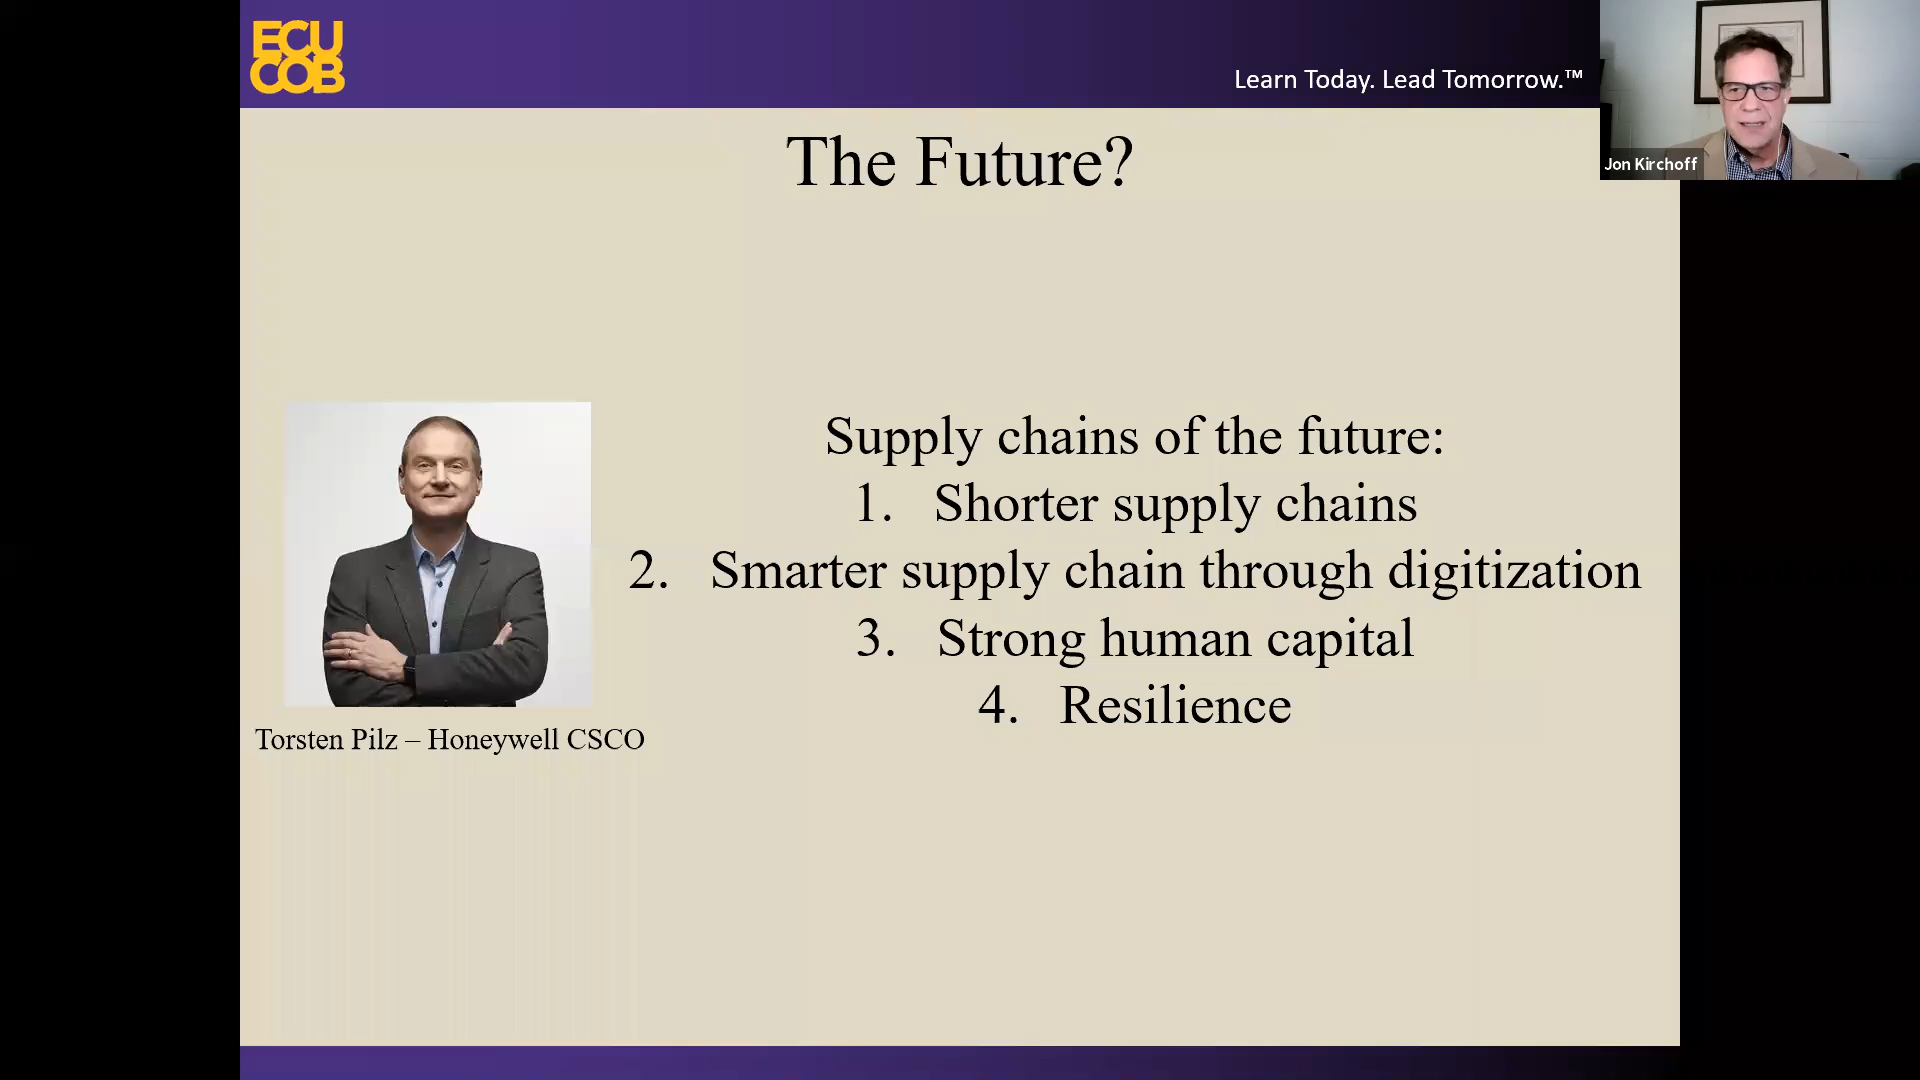 ECU
COB
Learn Today. Lead Tomorrow.™
Jon Kirchoff
The Future?
Supply chains of the future:
1. Shorter supply chains
2. Smarter supply chain through digitization
3. Strong human capital
4. Resilience
Torsten Pilz – Honeywell CSCO